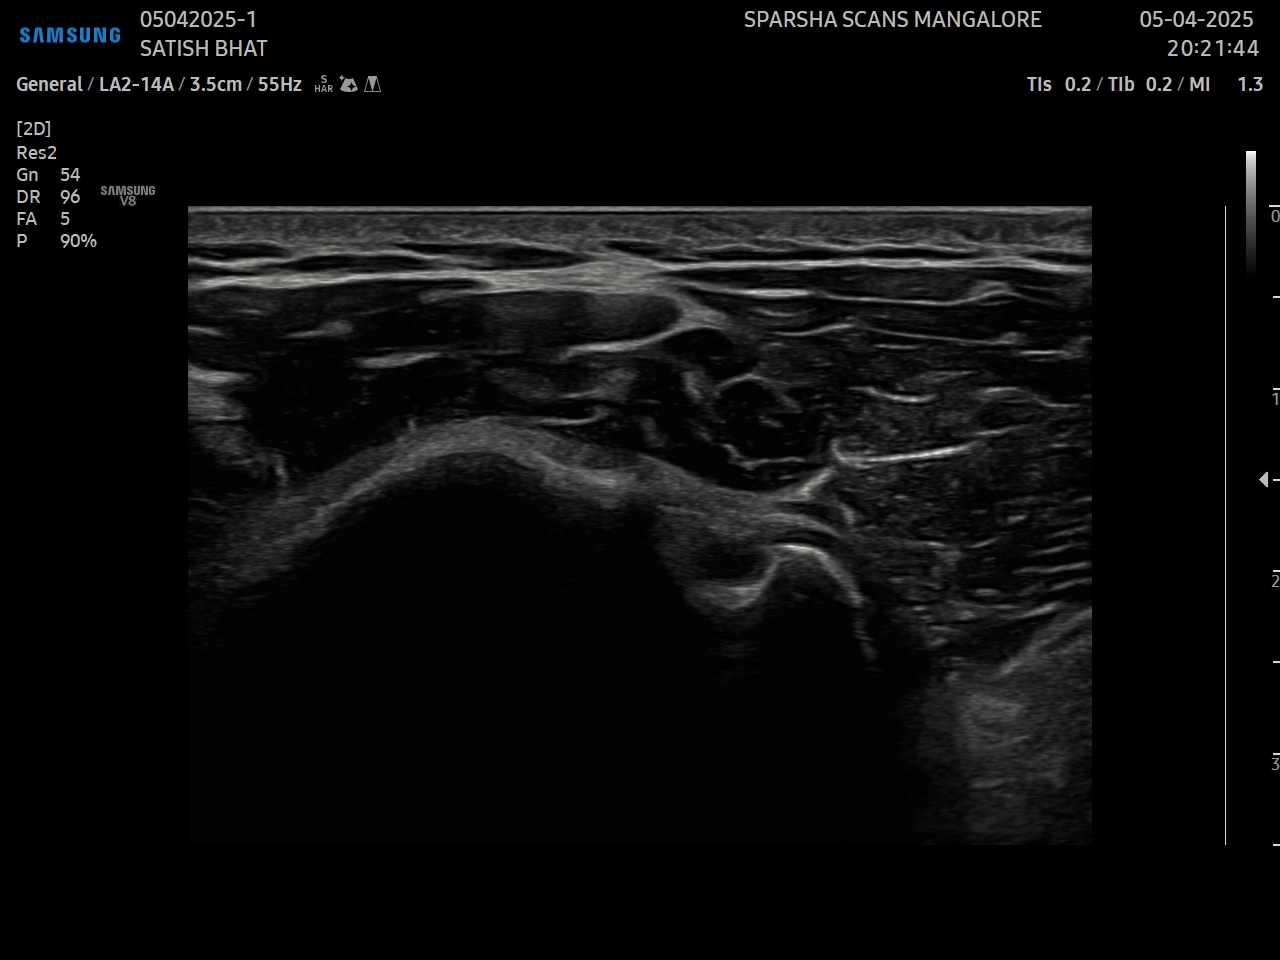 SAMSUNG
05042025-1
SATISH BHAT
SPARSHA SCANS MANGALORE
05-04-2025
20:21:44
General / LA2-14A / 3.5cm / 55Hz
S
HAR
TIs 0.2 / TIb 0.2 / MI 1.3
[2D]
Res2
Gn 54
DR 96
FA 5
P 90%
SAMSUNG
V8
0
1
2
3